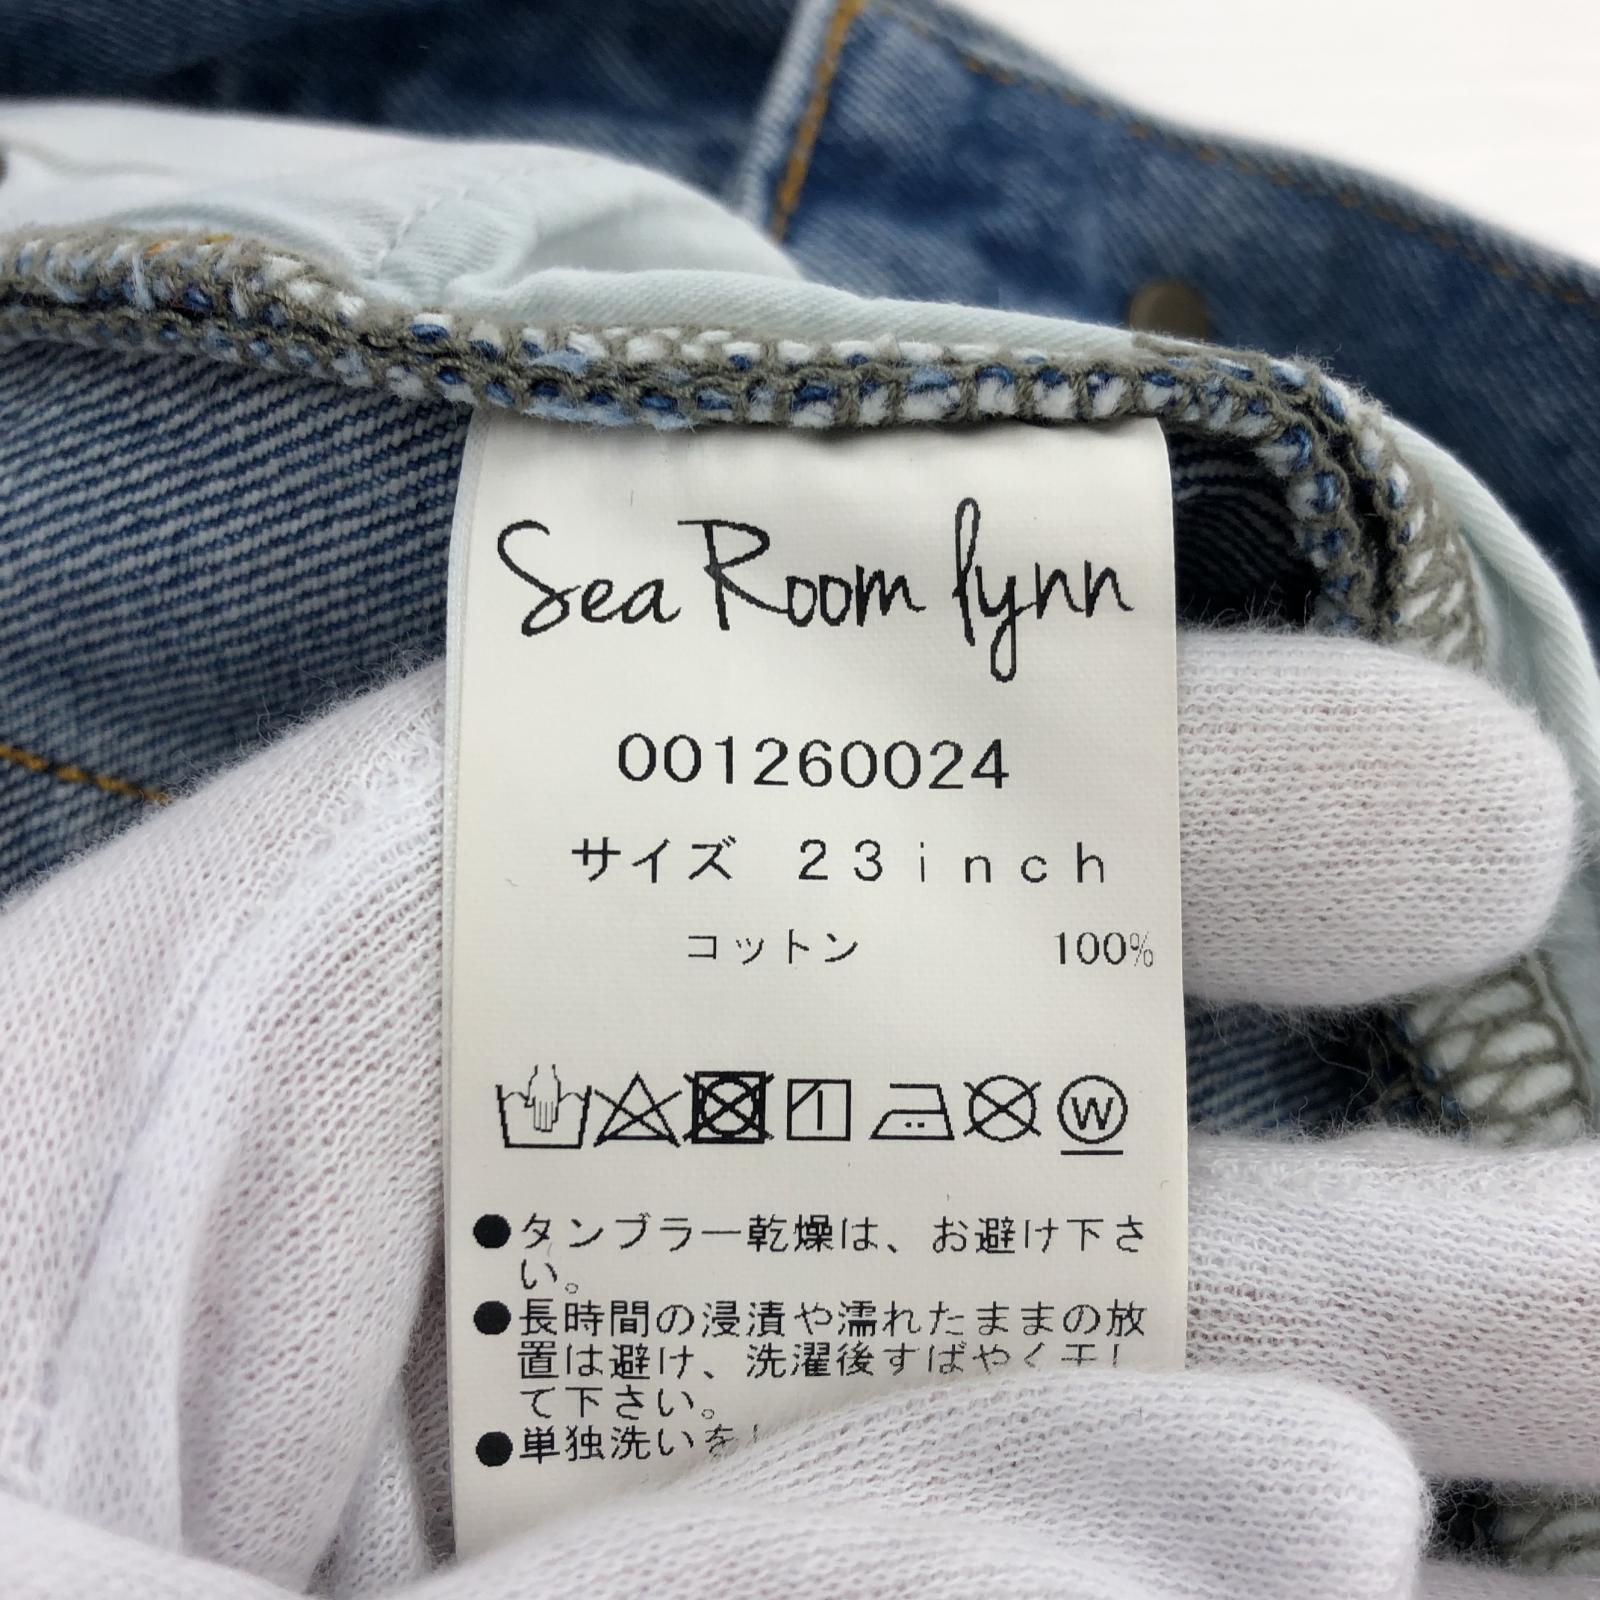 Sea Room lynn
001260024
サイズ 23inch
コットン 100%
W
●タンブラー乾燥は、お避け下さ
い。
●長時間の浸漬や濡れたままの放
置は避け、洗濯後すばやく干し
て下さい。
●単独洗いを